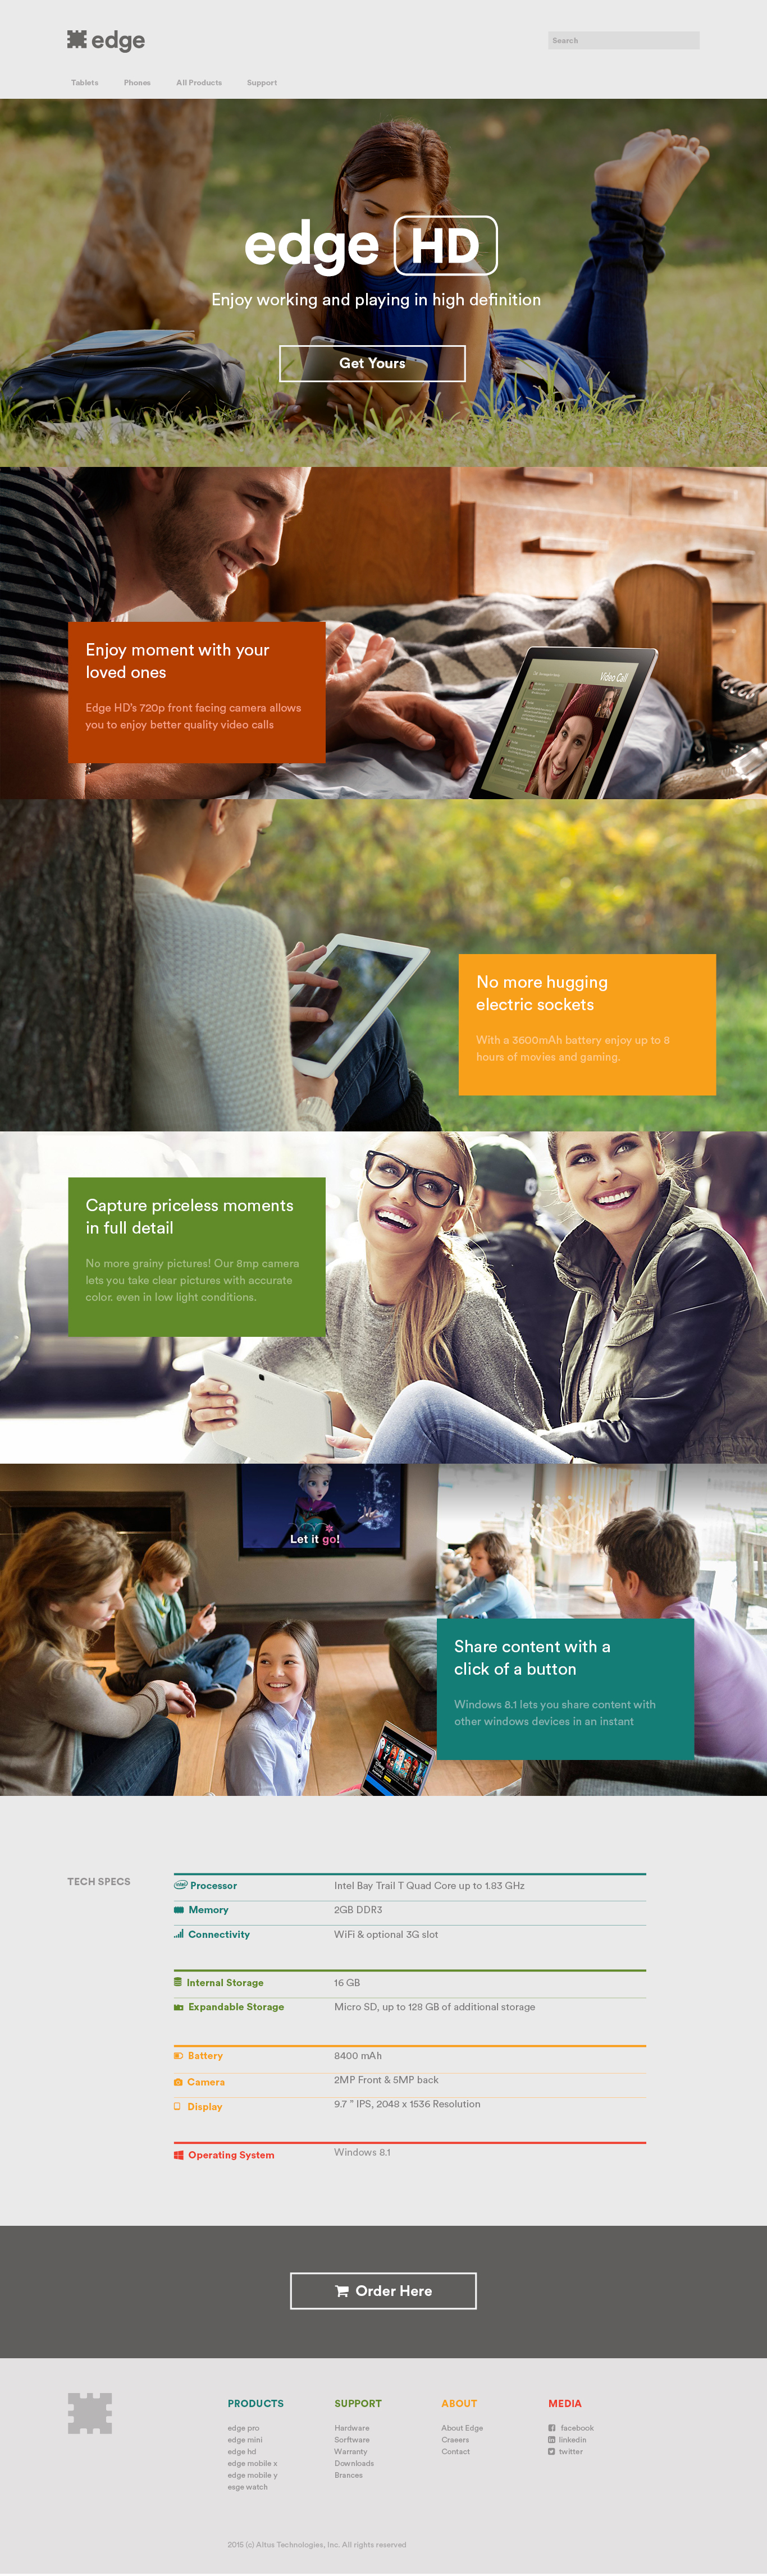 edge
Search
Tablets Phones All Products Support
edge HD
Enjoy working and playing in high definition
Get Yours
Enjoy moment with your
loved ones
Edge HD's 720p front facing camera allows
you to enjoy better quality video calls
Video Call
No more hugging
electric sockets
With a 3600mAh battery enjoy up to 8
hours of movies and gaming.
Capture priceless moments
in full detail
No more grainy pictures! Our 8mp camera
lets you take clear pictures with accurate
color. even in low light conditions.
Let it go!
Share content with a
click of a button
Windows 8.1 lets you share content with
other windows devices in an instant
TECH SPECS
Processor Intel Bay Trail T Quad Core up to 1.83 GHz
Memory 2GB DDR3
Connectivity WiFi & optional 3G slot
Internal Storage 16 GB
Expandable Storage Micro SD, up to 128 GB of additional storage
Battery 8400 mAh
Camera 2MP Front & 5MP back
Display 9.7 " IPS, 2048 x 1536 Resolution
Operating System Windows 8.1
Order Here
PRODUCTS SUPPORT ABOUT MEDIA
edge pro Hardware About Edge facebook
edge mini Sorftware Craeers linkedin
edge hd Warranty Contact twitter
edge mobile x Downloads
edge mobile y Brances
esge watch
2015 (c) Altus Technologies, Inc. All rights reserved